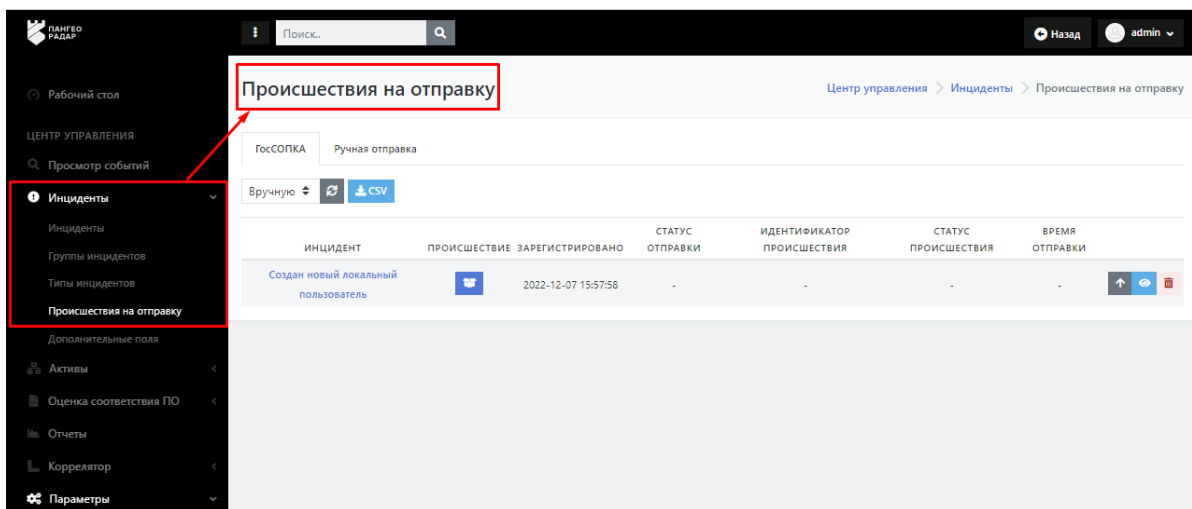 ПАНГЕО
РАДАР
Поиск..
Назад
admin
Рабочий стол
ЦЕНТР УПРАВЛЕНИЯ
Просмотр событий
Инциденты
Инциденты
Группы инцидентов
Типы инцидентов
Происшествия на отправку
Дополнительные поля
Активы
Оценка соответствия ПО
Отчеты
Коррелятор
Параметры
Происшествия на отправку
Центр управления > Инциденты > Происшествия на отправку
ГосСОПКА Ручная отправка
Вручную CSV
ИНЦИДЕНТ ПРОИСШЕСТВИЕ ЗАРЕГИСТРИРОВАНО СТАТУС ОТПРАВКИ ИДЕНТИФИКАТОР ПРОИСШЕСТВИЯ СТАТУС ПРОИСШЕСТВИЯ ВРЕМЯ ОТПРАВКИ
Создан новый локальный пользователь 2022-12-07 15:57:58 - - - -